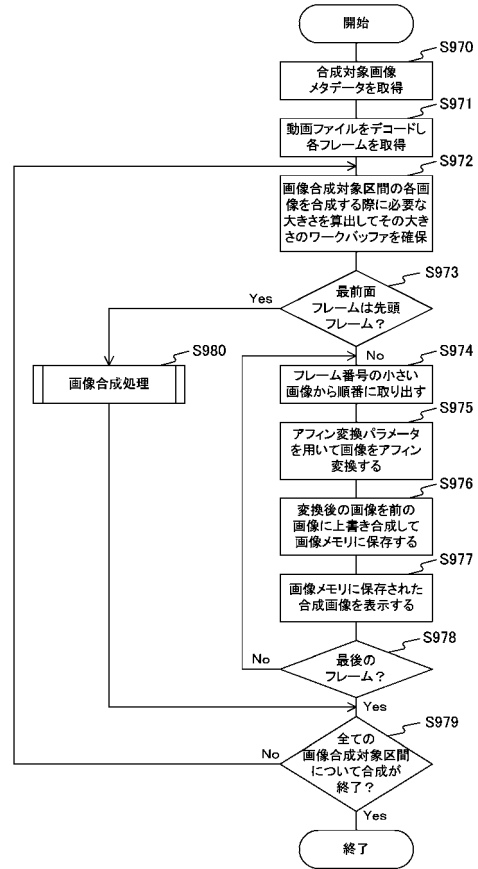 開始
S970
合成対象画像
メタデータを取得
S971
動画ファイルをデコードし
各フレームを取得
S972
画像合成対象区間の各画
像を合成する際に必要な
大きさを算出してその大き
さのワークバッファを確保
S973
最前面
フレームは先頭
フレーム?
Yes
No
S980
画像合成処理
S974
フレーム番号の小さい
画像から順番に取り出す
S975
アフィン変換パラメータ
を用いて画像をアフィン
変換する
S976
変換後の画像を前の
画像に上書き合成して
画像メモリに保存する
S977
画像メモリに保存された
合成画像を表示する
S978
最後の
フレーム?
No
Yes
S979
全ての
画像合成対象区間
について合成が
終了?
No
Yes
終了